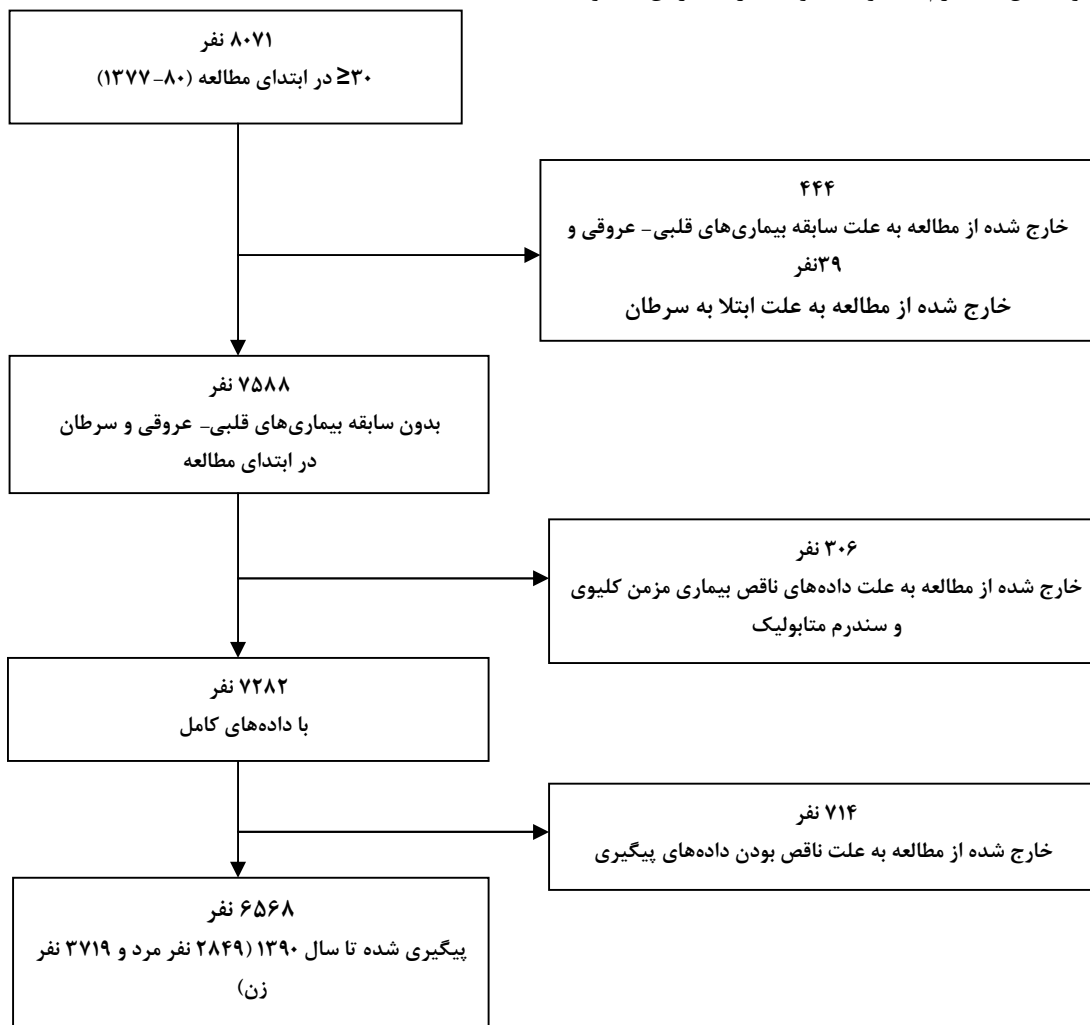 ۸۰۷۱ نفر
≥۳۰ در ابتدای مطالعه (۸۰-۱۳۷۷)
۴۴۴
خارج شده از مطالعه به علت سابقه بیماری‌های قلبی- عروقی و
۳۹نفر
خارج شده از مطالعه به علت ابتلا به سرطان
۷۵۸۸ نفر
بدون سابقه بیماری‌های قلبی- عروقی و سرطان
در ابتدای مطالعه
۳۰۶ نفر
خارج شده از مطالعه به علت داده‌های ناقص بیماری مزمن کلیوی
و سندرم متابولیک
۷۲۸۲ نفر
با داده‌های کامل
۷۱۴ نفر
خارج شده از مطالعه به علت ناقص بودن داده‌های پیگیری
۶۵۶۸ نفر
پیگیری شده تا سال ۱۳۹۰ (۲۸۴۹ نفر مرد و ۳۷۱۹ نفر
زن)